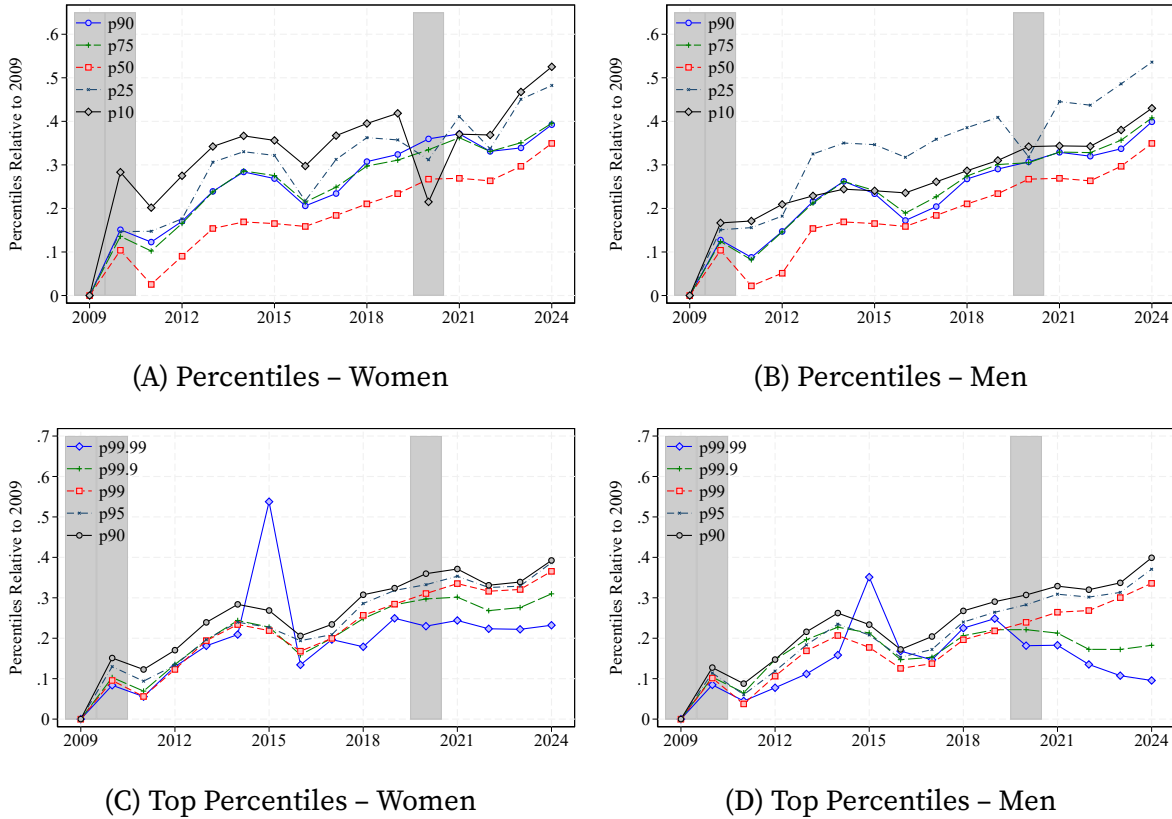 Percentiles Relative to 2009
.6
.5
.4
.3
.2
.1
0
p90
p75
p50
p25
p10
2009 2012 2015 2018 2021 2024
(A) Percentiles – Women
Percentiles Relative to 2009
.6
.5
.4
.3
.2
.1
0
p90
p75
p50
p25
p10
2009 2012 2015 2018 2021 2024
(B) Percentiles – Men
Percentiles Relative to 2009
.7
.6
.5
.4
.3
.2
.1
0
p99.99
p99.9
p99
p95
p90
2009 2012 2015 2018 2021 2024
(C) Top Percentiles – Women
Percentiles Relative to 2009
.7
.6
.5
.4
.3
.2
.1
0
p99.99
p99.9
p99
p95
p90
2009 2012 2015 2018 2021 2024
(D) Top Percentiles – Men